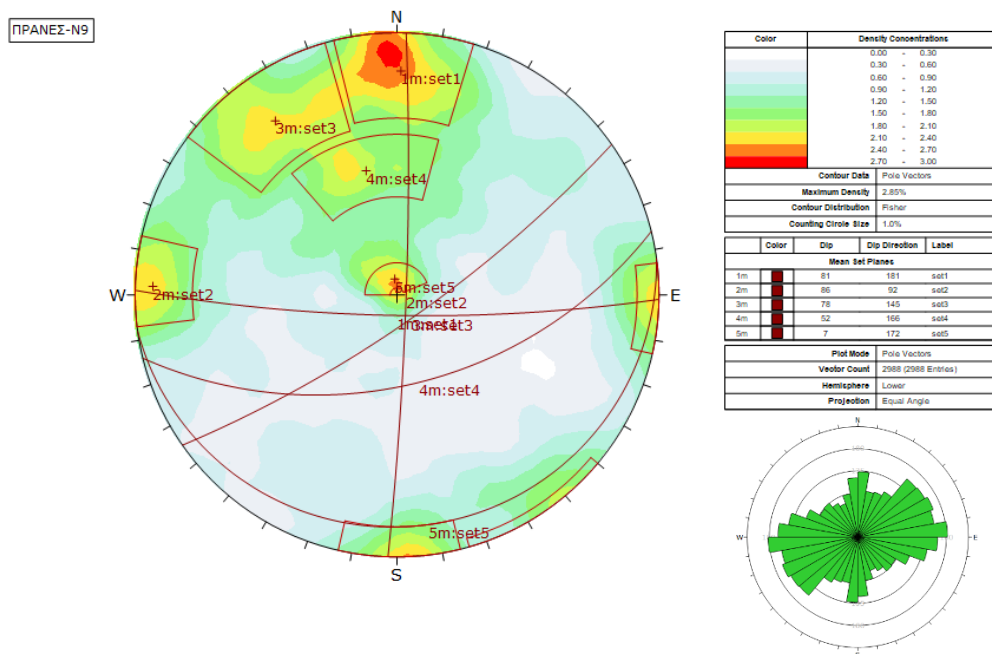 ΠΡΑΝΕΣ-N9
N
1m:set1
3m:set3
4m:set4
W
2m:set2
E
5m:set5
2m:set2
1m:set1
3m:set3
4m:set4
5m:set5
S
Color Density Concentrations
0.00 - 0.30
0.30 - 0.60
0.60 - 0.90
0.90 - 1.20
1.20 - 1.50
1.50 - 1.80
1.80 - 2.10
2.10 - 2.40
2.40 - 2.70
2.70 - 3.00
Contour Data Pole Vectors
Maximum Density 2.85%
Contour Distribution Fisher
Counting Circle Size 1.0%
Color Dip Dip Direction Label
Mean Set Planes
1m 81 181 set1
2m 86 92 set2
3m 78 145 set3
4m 52 166 set4
5m 7 172 set5
Plot Mode Pole Vectors
Vector Count 2988 (2988 Entries)
Hemisphere Lower
Projection Equal Angle
N
W
E